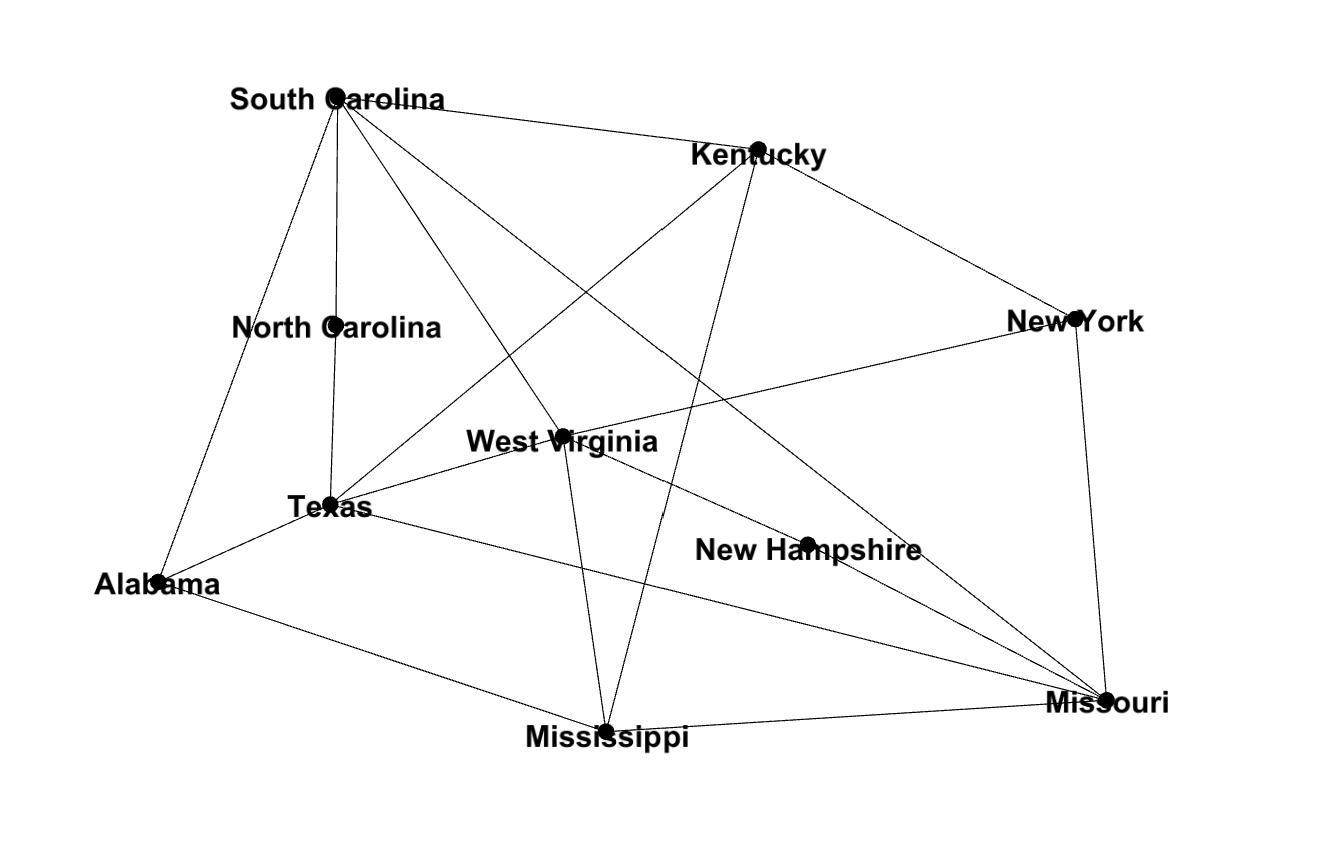 South Carolina
Kentucky
New York
North Carolina
West Virginia
Texas
New Hampshire
Alabama
Missouri
Mississippi